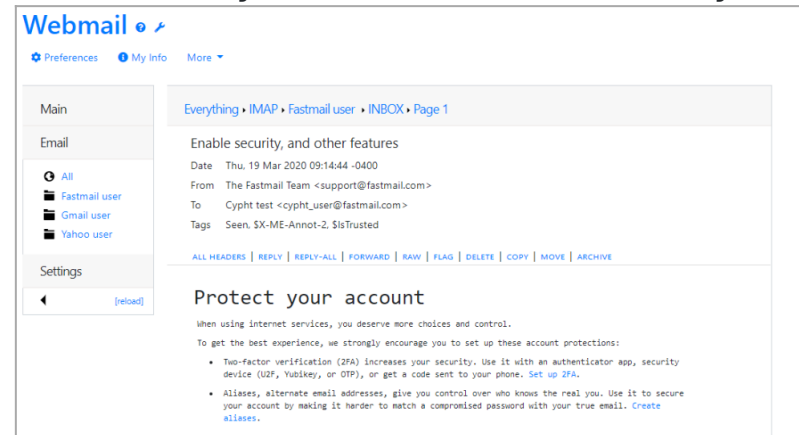 Webmail
Preferences My Info More
Main
Email
All
Fastmail user
Gmail user
Yahoo user
Settings
[reload]
Everything › IMAP › Fastmail user › INBOX › Page 1
Enable security, and other features
Date Thu, 19 Mar 2020 09:14:44 -0400
From The Fastmail Team <support@fastmail.com>
To Cypht test <cypht_user@fastmail.com>
Tags Seen, $X-ME-Annot-2, $IsTrusted
ALL HEADERS | REPLY | REPLY-ALL | FORWARD | RAW | FLAG | DELETE | COPY | MOVE | ARCHIVE
Protect your account
When using internet services, you deserve more choices and control.
To get the best experience, we strongly encourage you to set up these account protections:
• Two-factor verification (2FA) increases your security. Use it with an authenticator app, security
device (U2F, Yubikey, or OTP), or get a code sent to your phone. Set up 2FA.
• Aliases, alternate email addresses, give you control over who knows the real you. Use it to secure
your account by making it harder to match a compromised password with your true email. Create
aliases.